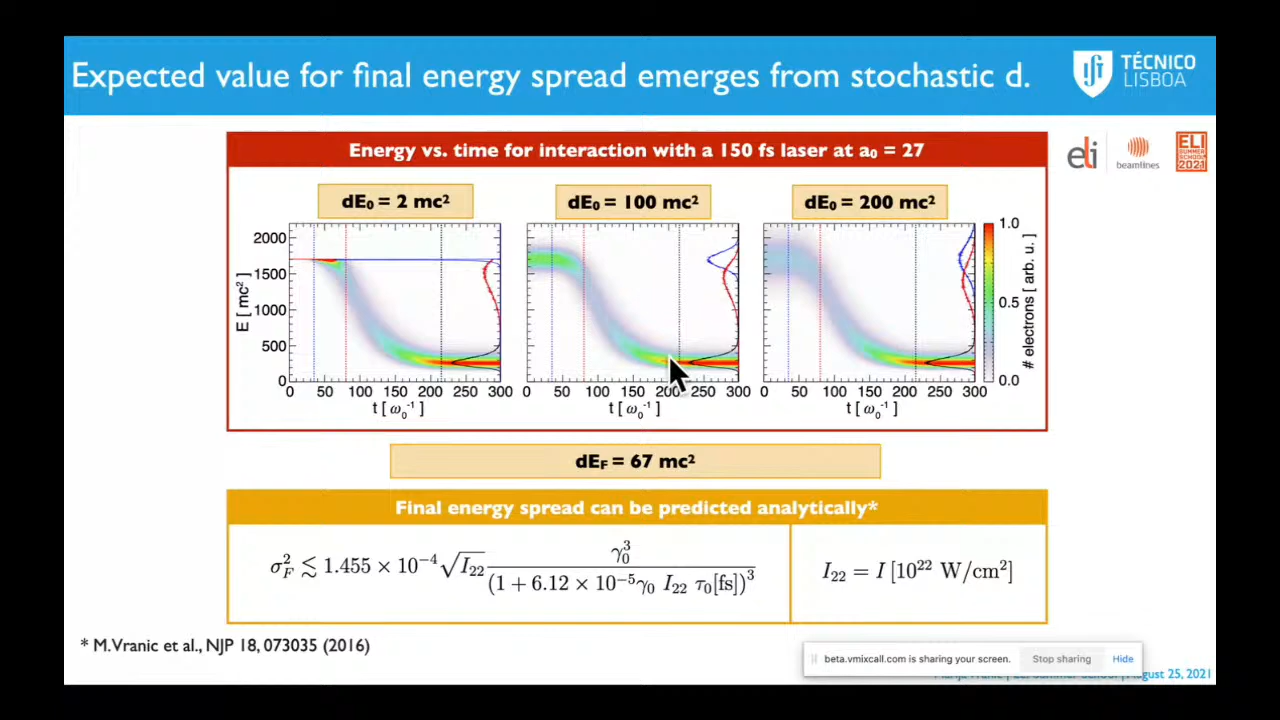 Expected value for final energy spread emerges from stochastic d.
TÉCNICO
LISBOA
eli
beamlines
ELI
SUMMER
SCHOOL
2021
Energy vs. time for interaction with a 150 fs laser at a₀ = 27
dE₀ = 2 mc²
dE₀ = 100 mc²
dE₀ = 200 mc²
E [ mc² ]
2000
1500
1000
500
0
0 50 100 150 200 250 300
0 50 100 150 200 250 300
0 50 100 150 200 250 300
t [ ω₀⁻¹ ]
t [ ω₀⁻¹ ]
t [ ω₀⁻¹ ]
1.0
0.5
0.0
# electrons [ arb. u. ]
dE_F = 67 mc²
Final energy spread can be predicted analytically*
σ_F² ≲ 1.455 × 10⁻⁴ √I₂₂ γ₀³ / (1 + 6.12 × 10⁻⁵γ₀ I₂₂ τ₀[fs])³
I₂₂ = I [10²² W/cm²]
* M.Vranic et al., NJP 18, 073035 (2016)
beta.vmixcall.com is sharing your screen.
Stop sharing
Hide
August 25, 2021